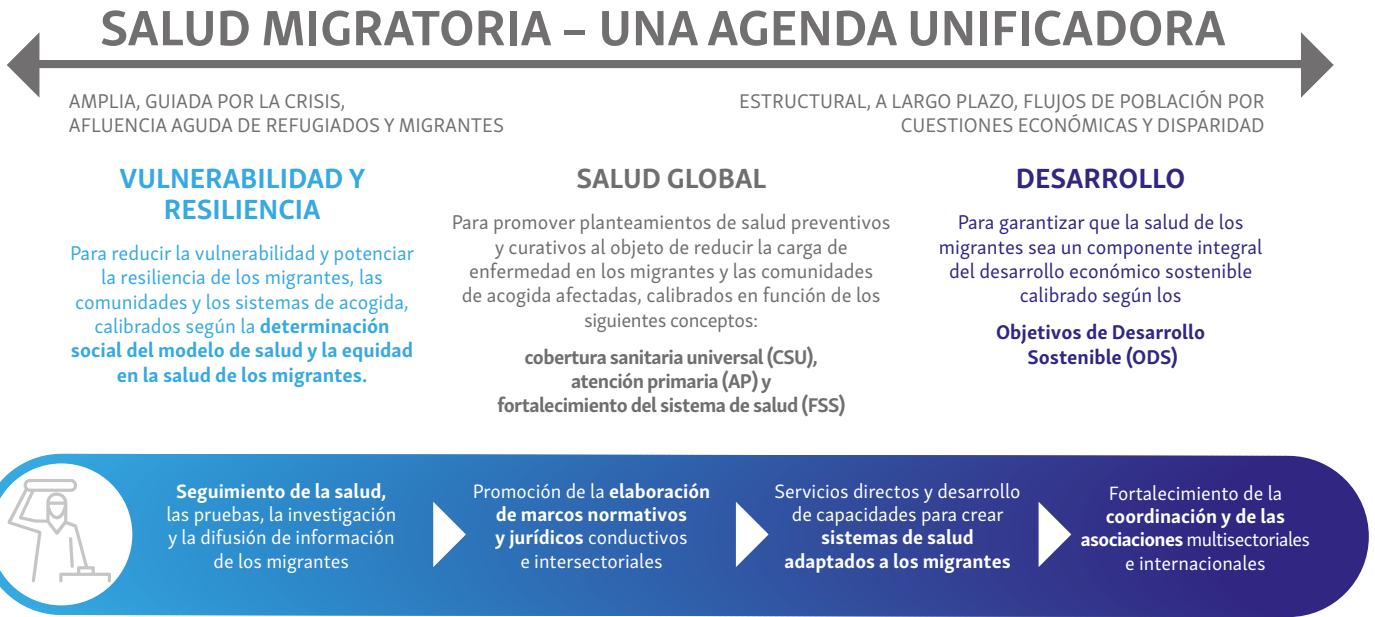 SALUD MIGRATORIA – UNA AGENDA UNIFICADORA
AMPLIA, GUIADA POR LA CRISIS,
AFLUENCIA AGUDA DE REFUGIADOS Y MIGRANTES
ESTRUCTURAL, A LARGO PLAZO, FLUJOS DE POBLACIÓN POR
CUESTIONES ECONÓMICAS Y DISPARIDAD
VULNERABILIDAD Y
RESILIENCIA
Para reducir la vulnerabilidad y potenciar
la resiliencia de los migrantes, las
comunidades y los sistemas de acogida,
calibrados según la determinación
social del modelo de salud y la equidad
en la salud de los migrantes.
SALUD GLOBAL
Para promover planteamientos de salud preventivos
y curativos al objeto de reducir la carga de
enfermedad en los migrantes y las comunidades
de acogida afectadas, calibrados en función de los
siguientes conceptos:
cobertura sanitaria universal (CSU),
atención primaria (AP) y
fortalecimiento del sistema de salud (FSS)
DESARROLLO
Para garantizar que la salud de los
migrantes sea un componente integral
del desarrollo económico sostenible
calibrado según los
Objetivos de Desarrollo
Sostenible (ODS)
Seguimiento de la salud,
las pruebas, la investigación
y la difusión de información
de los migrantes
Promoción de la elaboración
de marcos normativos
y jurídicos conductivos
e intersectoriales
Servicios directos y desarrollo
de capacidades para crear
sistemas de salud
adaptados a los migrantes
Fortalecimiento de la
coordinación y de las
asociaciones multisectoriales
e internacionales